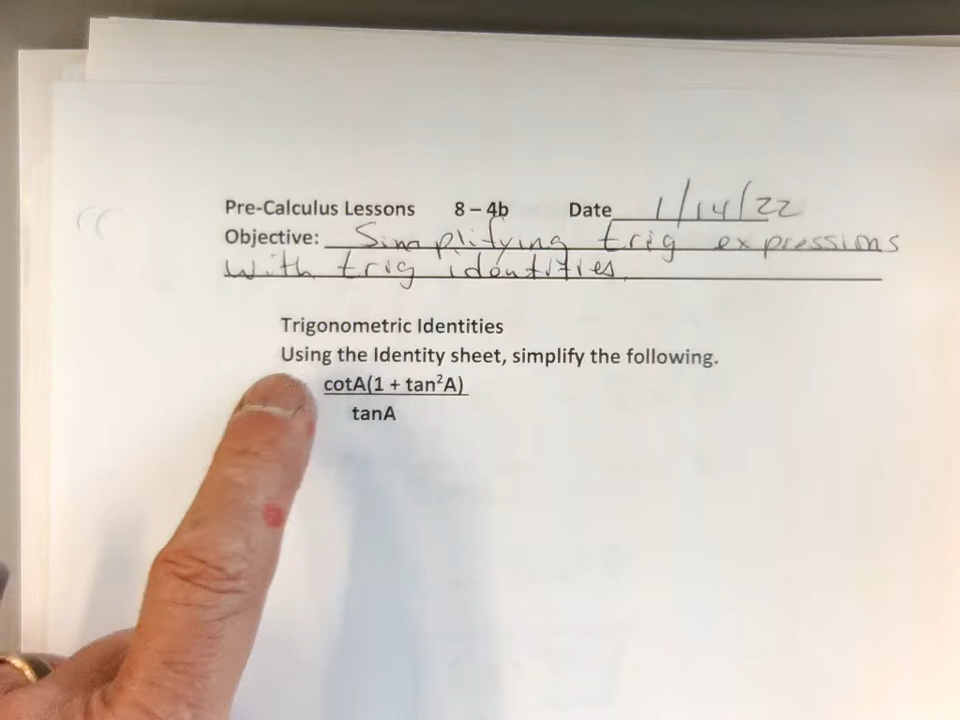 Pre-Calculus Lessons 8 – 4b Date 1/14/22
Objective: Simplifying trig expressions
with trig identities
Trigonometric Identities
Using the Identity sheet, simplify the following.
cotA(1 + tan²A)
tanA